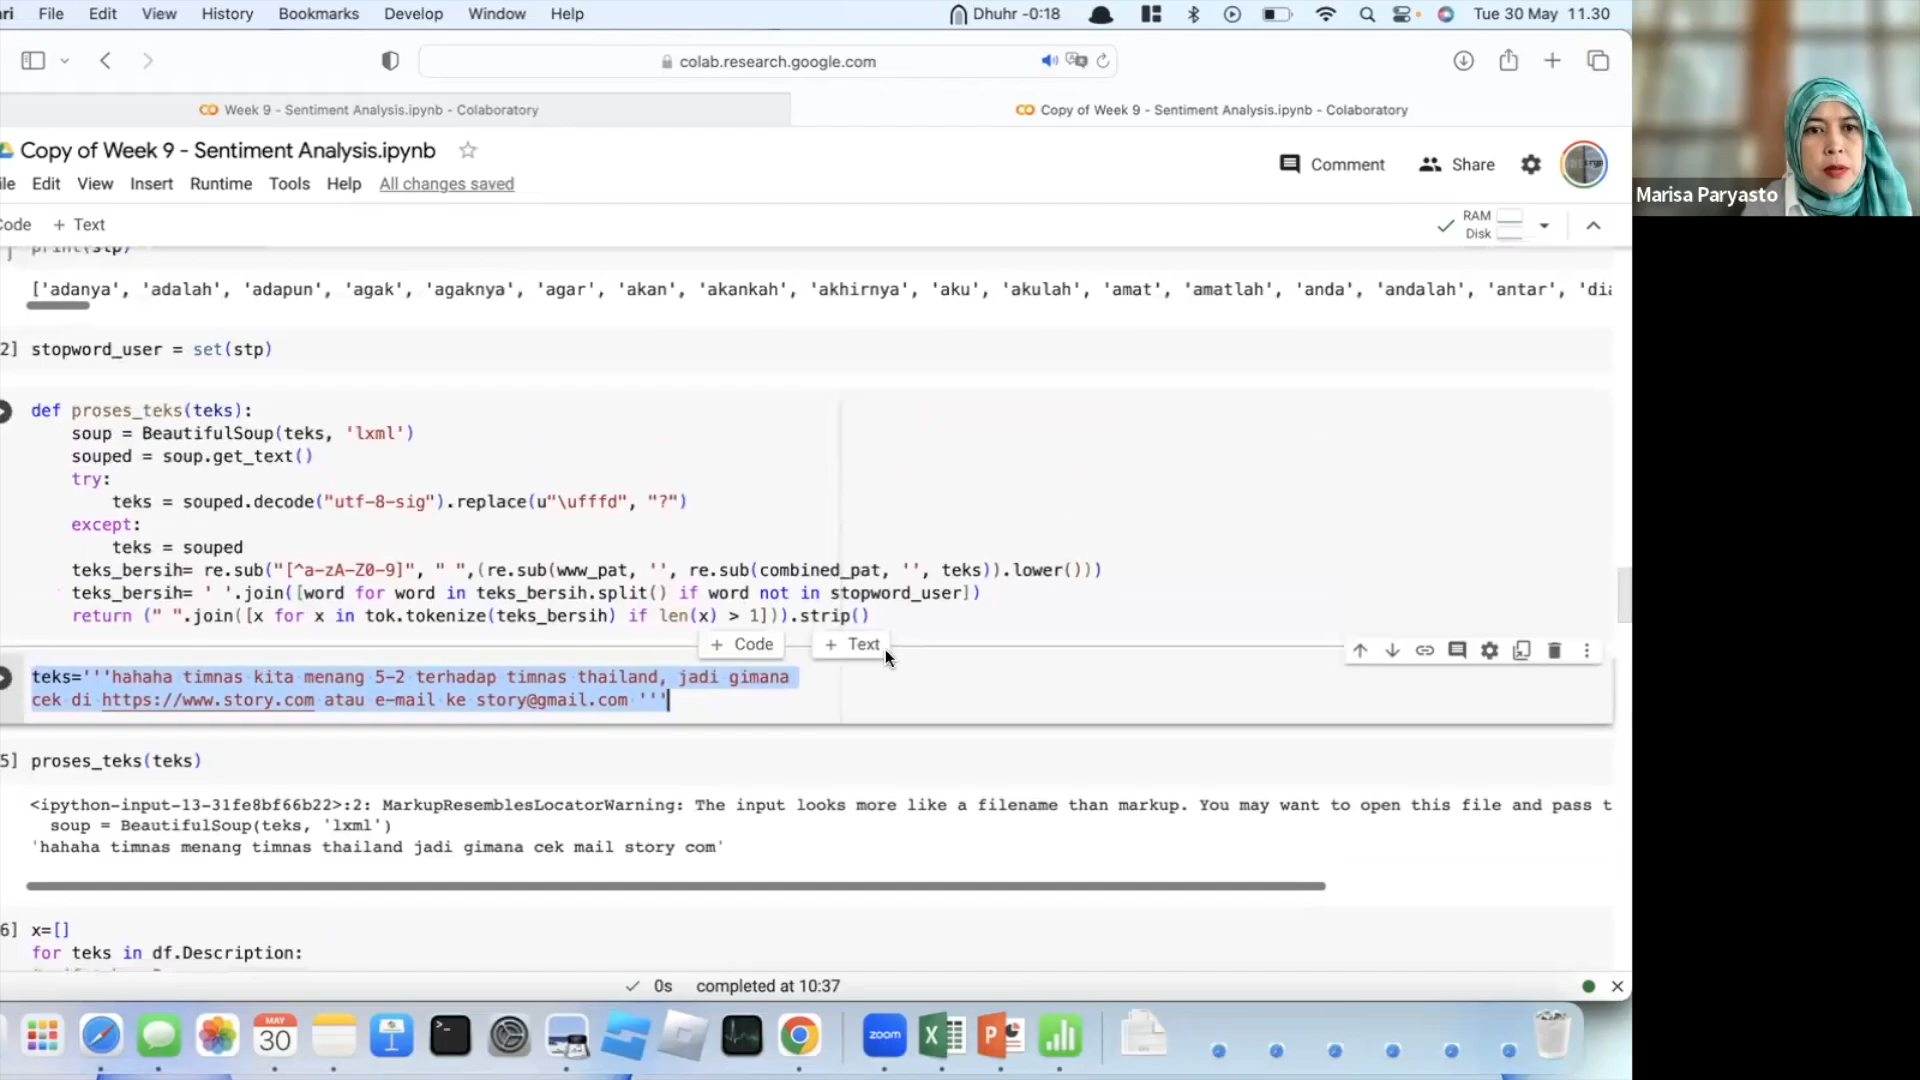 File Edit View History Bookmarks Develop Window Help Dhuhr -0:18 Tue 30 May 11.30
colab.research.google.com
Week 9 - Sentiment Analysis.ipynb - Colaboratory Copy of Week 9 - Sentiment Analysis.ipynb - Colaboratory
Copy of Week 9 - Sentiment Analysis.ipynb
Comment Share
ile Edit View Insert Runtime Tools Help All changes saved
ode + Text
RAM
Disk
Marisa Paryasto
print(stp)
['adanya', 'adalah', 'adapun', 'agak', 'agaknya', 'agar', 'akan', 'akankah', 'akhirnya', 'aku', 'akulah', 'amat', 'amatlah', 'anda', 'andalah', 'antar', 'dia
2] stopword_user = set(stp)
def proses_teks(teks):
soup = BeautifulSoup(teks, 'lxml')
souped = soup.get_text()
try:
teks = souped.decode("utf-8-sig").replace(u"\ufffd", "?")
except:
teks = souped
teks_bersih= re.sub("[^a-zA-Z0-9]", " ",(re.sub(www_pat, '', re.sub(combined_pat, '', teks)).lower()))
teks_bersih= ' '.join([word for word in teks_bersih.split() if word not in stopword_user])
return (" ".join([x for x in tok.tokenize(teks_bersih) if len(x) > 1])).strip()
+ Code + Text
teks='''hahaha timnas kita menang 5-2 terhadap timnas thailand, jadi gimana
cek di https://www.story.com atau e-mail ke story@gmail.com '''
5] proses_teks(teks)
<ipython-input-13-31fe8bf66b22>:2: MarkupResemblesLocatorWarning: The input looks more like a filename than markup. You may want to open this file and pass t
soup = BeautifulSoup(teks, 'lxml')
'hahaha timnas menang timnas thailand jadi gimana cek mail story com'
6] x=[]
for teks in df.Description:
0s completed at 10:37
MAY
30
zoom